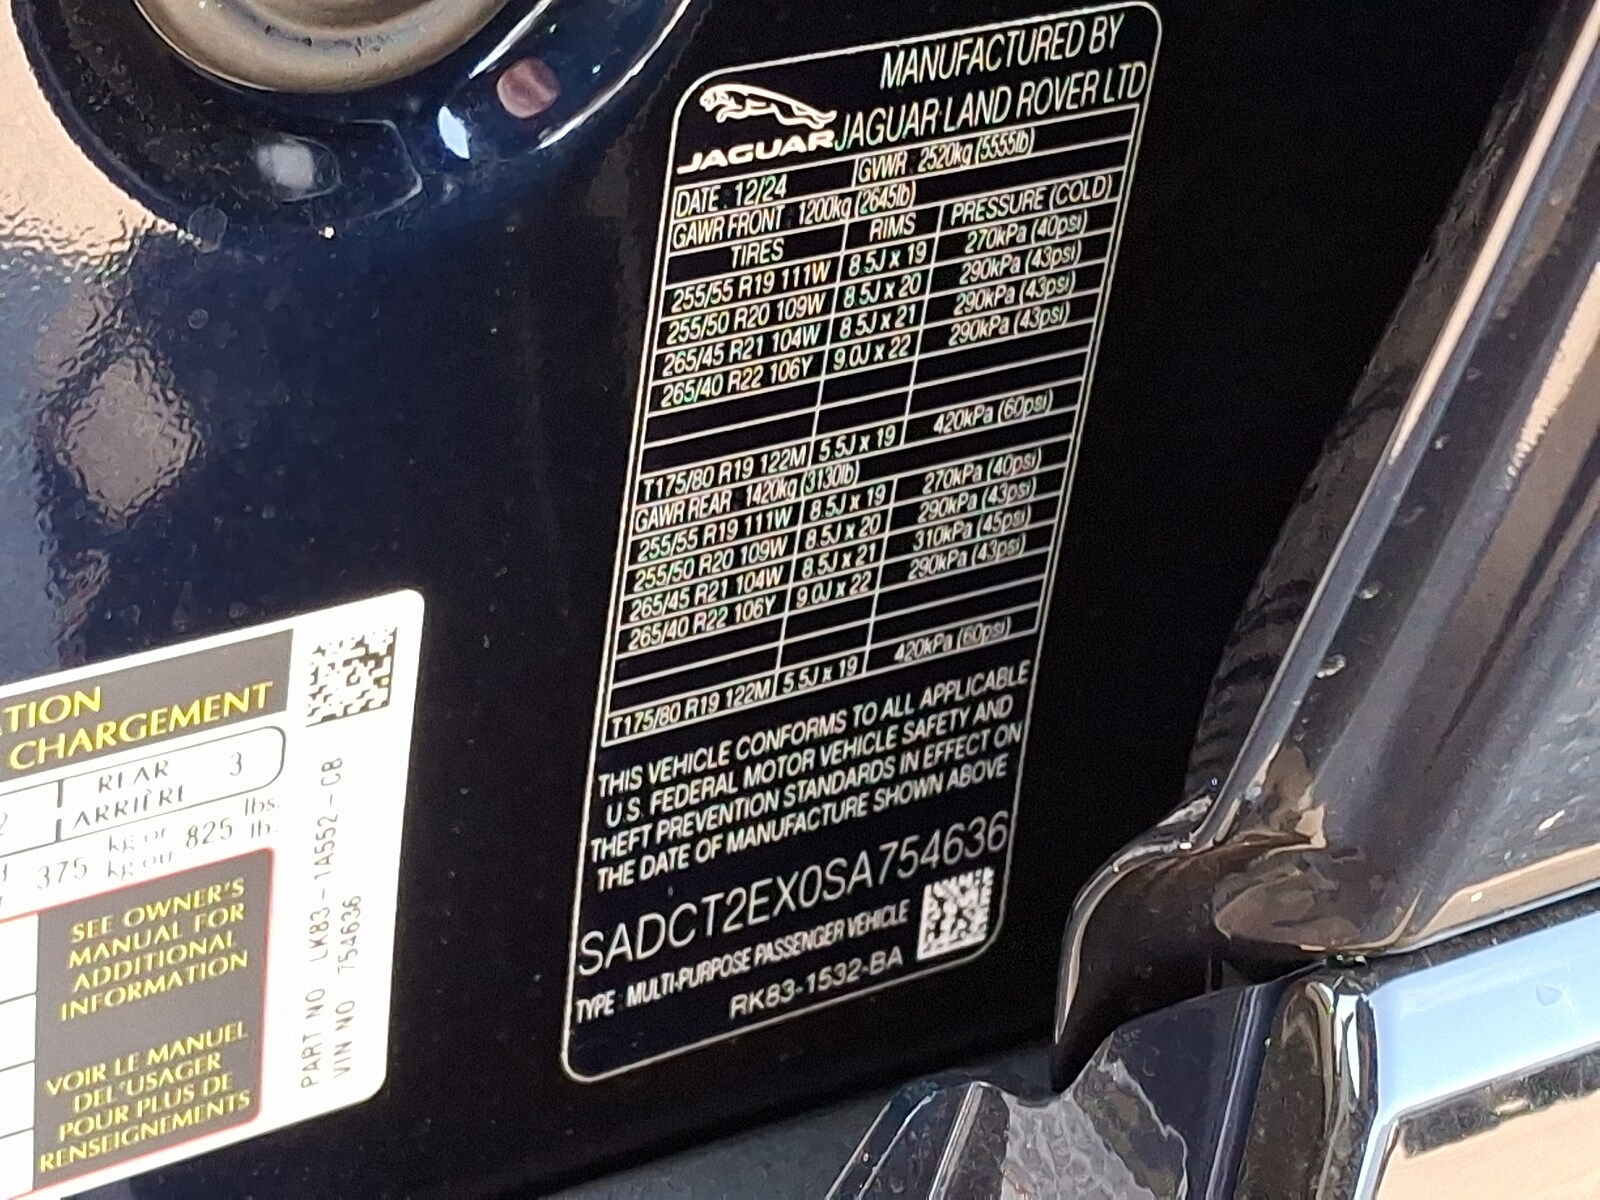 MANUFACTURED BY
JAGUAR JAGUAR LAND ROVER LTD
DATE : 12/24 GVWR : 2520kg (5555lb)
GAWR FRONT : 1200kg (2645lb)
TIRES RIMS PRESSURE (COLD)
255/55 R19 111W 8.5J x 19 270kPa (40psi)
255/50 R20 109W 8.5J x 20 290kPa (43psi)
265/45 R21 104W 8.5J x 21 290kPa (43psi)
265/40 R22 106Y 9.0J x 22 290kPa (43psi)
T175/80 R19 122M 5.5J x 19 420kPa (60psi)
GAWR REAR : 1420kg (3130lb)
255/55 R19 111W 8.5J x 19 270kPa (40psi)
255/50 R20 109W 8.5J x 20 290kPa (43psi)
265/45 R21 104W 8.5J x 21 310kPa (45psi)
265/40 R22 106Y 9.0J x 22 290kPa (43psi)
T175/80 R19 122M 5.5J x 19 420kPa (60psi)
THIS VEHICLE CONFORMS TO ALL APPLICABLE
U.S. FEDERAL MOTOR VEHICLE SAFETY AND
THEFT PREVENTION STANDARDS IN EFFECT ON
THE DATE OF MANUFACTURE SHOWN ABOVE
SADCT2EX0SA754636
TYPE : MULTI-PURPOSE PASSENGER VEHICLE
RK83-1532-BA
TION
CHARGEMENT
2 REAR 3
ARRIÈRE
375 kg or 825 lbs.
kg ou lb.
SEE OWNER'S
MANUAL FOR
ADDITIONAL
INFORMATION
VOIR LE MANUEL
DEL'USAGER
POUR PLUS DE
RENSEIGNEMENTS
PART NO LK83-1A552-CB
VIN NO 754636